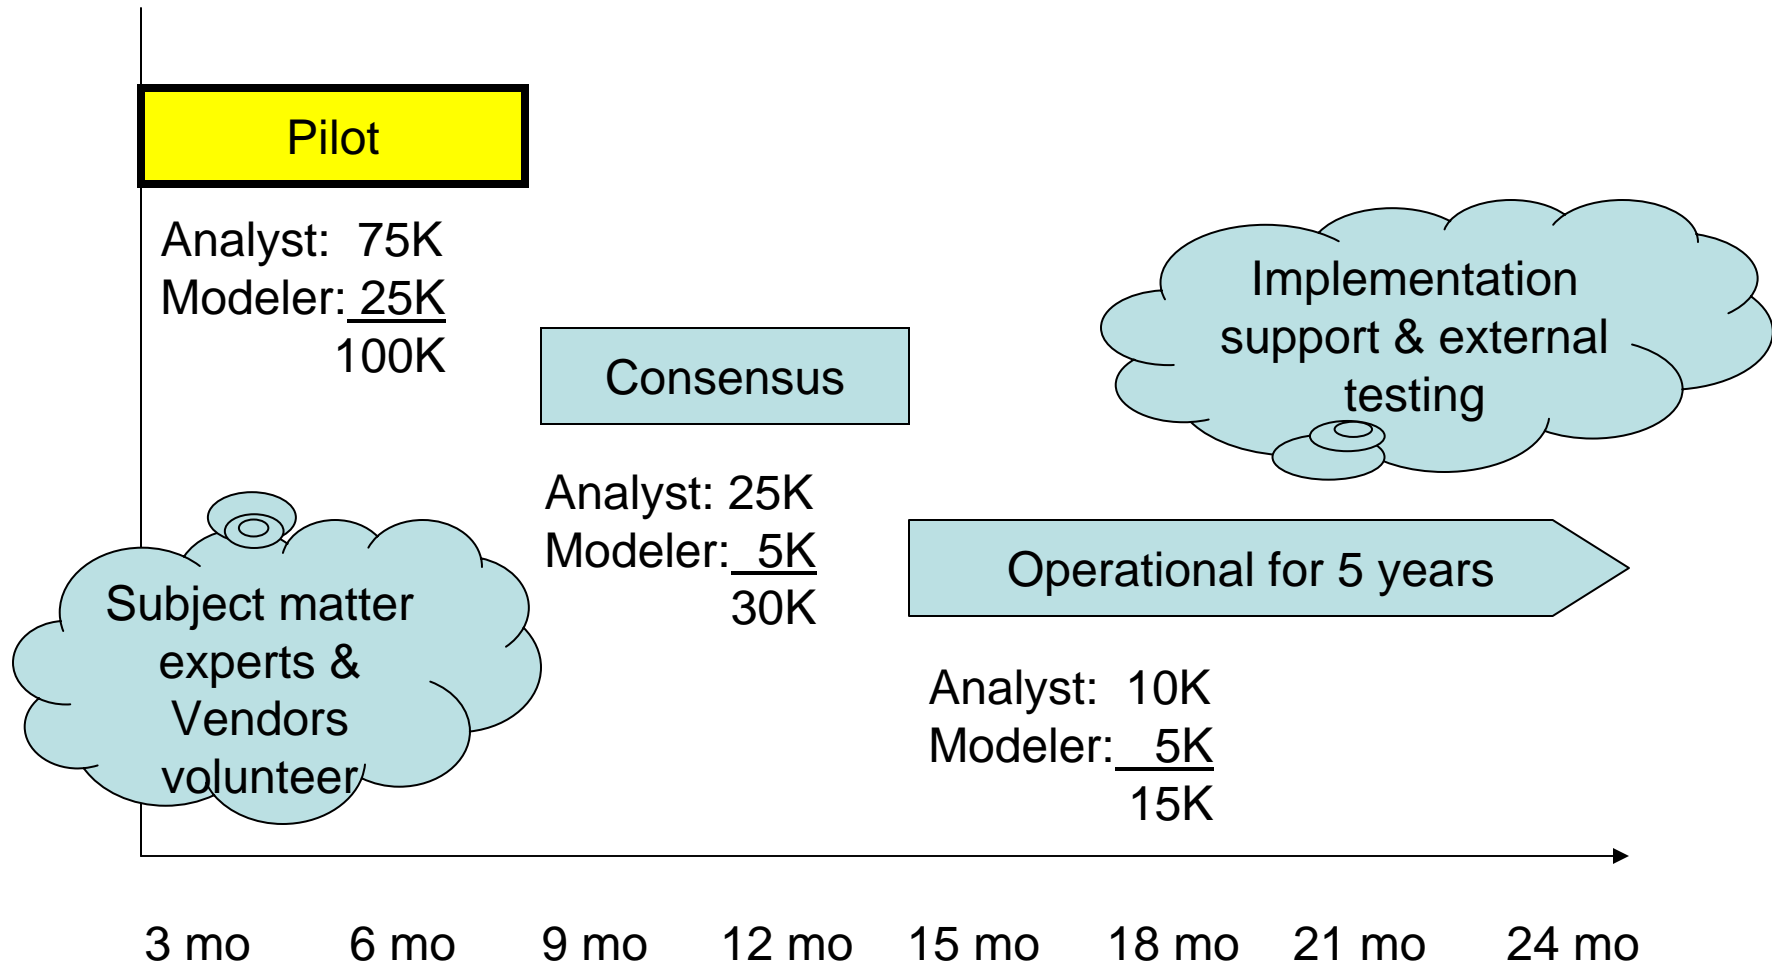 Pilot
Analyst: 75K
Modeler: 25K
100K
Consensus
Analyst: 25K
Modeler: 5K
30K
Implementation
support & external
testing
Operational for 5 years
Analyst: 10K
Modeler: 5K
15K
Subject matter
experts &
Vendors
volunteer
3 mo 6 mo 9 mo 12 mo 15 mo 18 mo 21 mo 24 mo